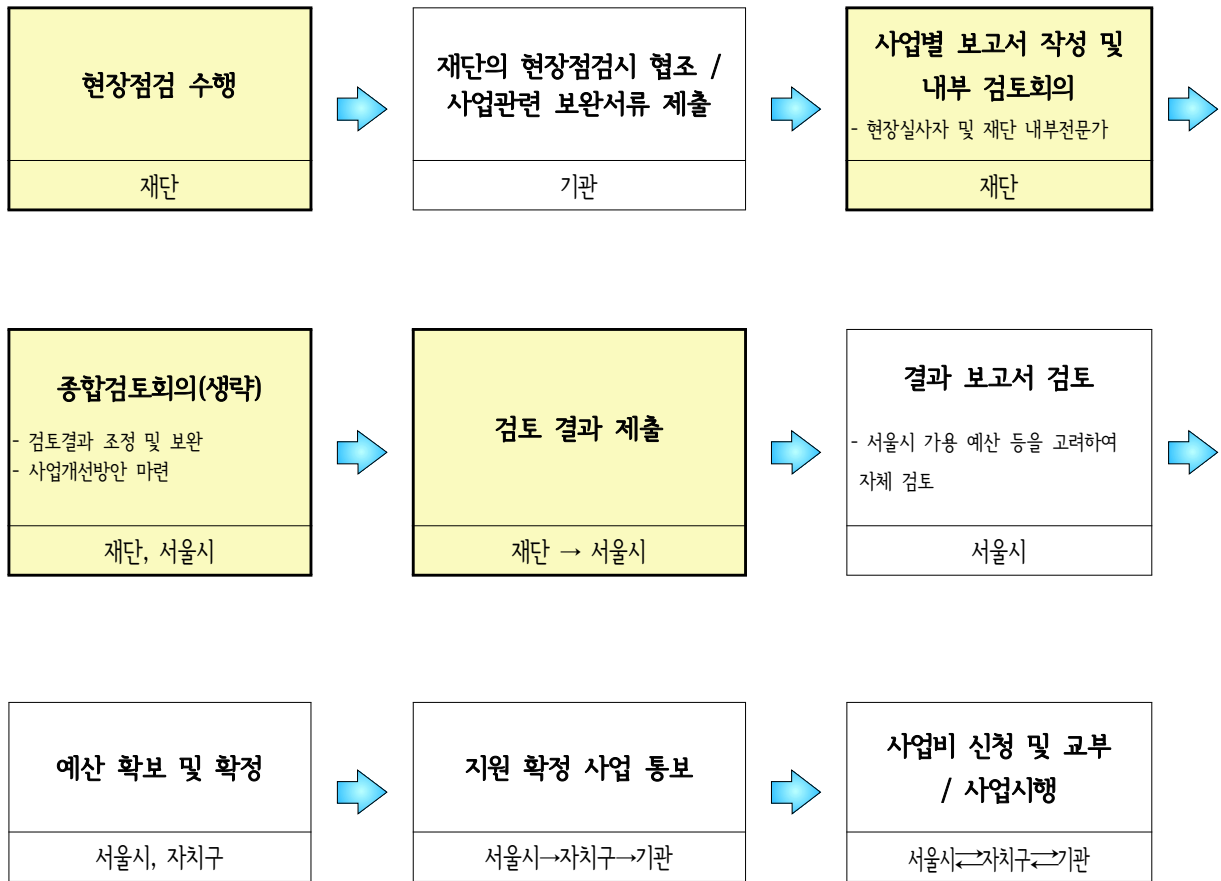 현장점검 수행
재단
재단의 현장점검시 협조 /
사업관련 보완서류 제출
기관
사업별 보고서 작성 및
내부 검토회의
- 현장실사자 및 재단 내부전문가
재단
종합검토회의(생략)
- 검토결과 조정 및 보완
- 사업개선방안 마련
재단, 서울시
검토 결과 제출
재단 → 서울시
결과 보고서 검토
- 서울시 가용 예산 등을 고려하여
자체 검토
서울시
예산 확보 및 확정
서울시, 자치구
지원 확정 사업 통보
서울시→자치구→기관
사업비 신청 및 교부
/ 사업시행
서울시⇄자치구⇄기관